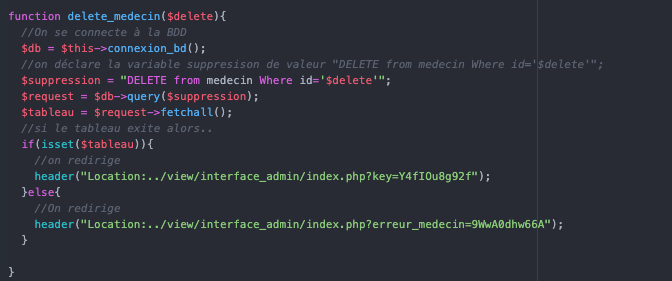 function delete_medecin($delete){
//On se connecte à la BDD
$db = $this->connexion_bd();
//on déclare la variable suppresison de valeur "DELETE from medecin Where id='$delete'";
$suppression = "DELETE from medecin Where id='$delete'";
$request = $db->query($suppression);
$tableau = $request->fetchall();
//si le tableau exite alors..
if(isset($tableau)){
//on redirige
header("Location:../view/interface_admin/index.php?key=Y4fIOu8g92f");
}else{
//On redirige
header("Location:../view/interface_admin/index.php?erreur_medecin=9WwA0dhw66A");
}
}